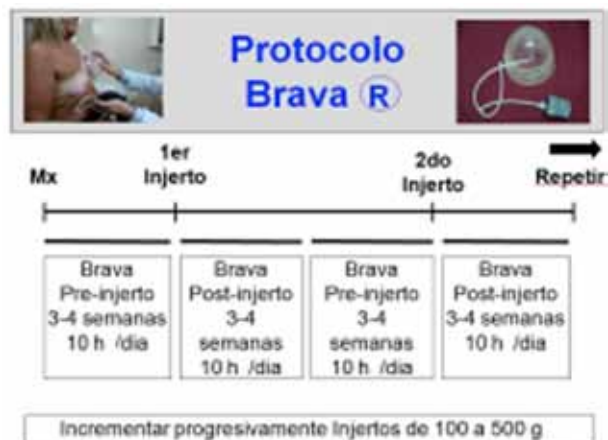 Protocolo
Brava ®
1er
Injerto
2do
Injerto
Mx
Repetir
Brava
Pre-injerto
3-4 semanas
10 h /dia
Brava
Post-injerto
3-4
semanas
10 h /dia
Brava
Pre-injerto
3-4
semanas
10 h /dia
Brava
Post-injerto
3-4 semanas
10 h /dia
Incrementar progresivamente Injertos de 100 a 500 g